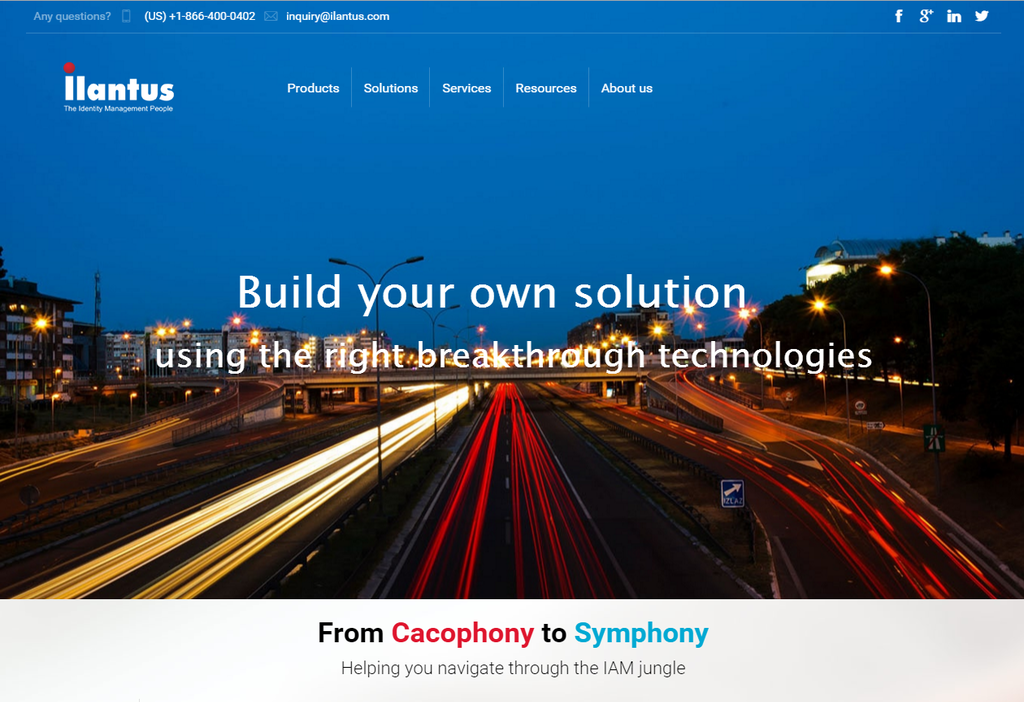 Any questions? (US) +1-866-400-0402 inquiry@ilantus.com
ilantus
The Identity Management People
Products Solutions Services Resources About us
Build your own solution
using the right breakthrough technologies
IZLAZ
From Cacophony to Symphony
Helping you navigate through the IAM jungle